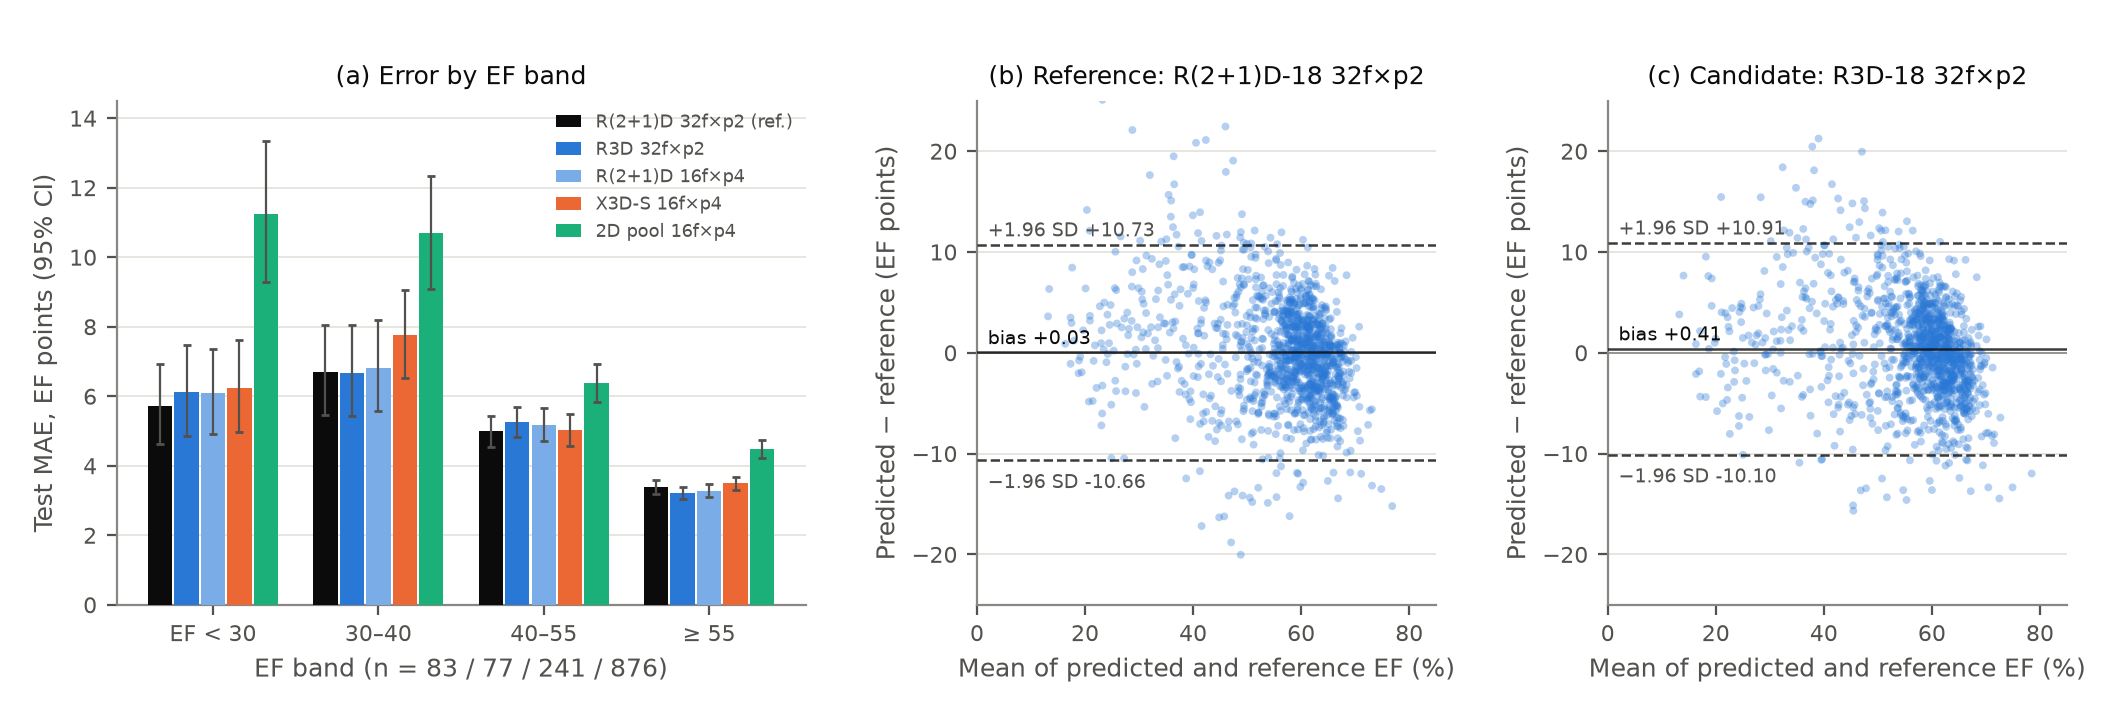 (a) Error by EF band
Test MAE, EF points (95% CI)
14
12
10
8
6
4
2
0
R(2+1)D 32f×p2 (ref.)
R3D 32f×p2
R(2+1)D 16f×p4
X3D-S 16f×p4
2D pool 16f×p4
EF < 30
30–40
40–55
≥ 55
EF band (n = 83 / 77 / 241 / 876)
(b) Reference: R(2+1)D-18 32f×p2
Predicted − reference (EF points)
20
10
0
−10
−20
+1.96 SD +10.73
bias +0.03
−1.96 SD -10.66
0
20
40
60
80
Mean of predicted and reference EF (%)
(c) Candidate: R3D-18 32f×p2
Predicted − reference (EF points)
20
10
0
−10
−20
+1.96 SD +10.91
bias +0.41
−1.96 SD -10.10
0
20
40
60
80
Mean of predicted and reference EF (%)